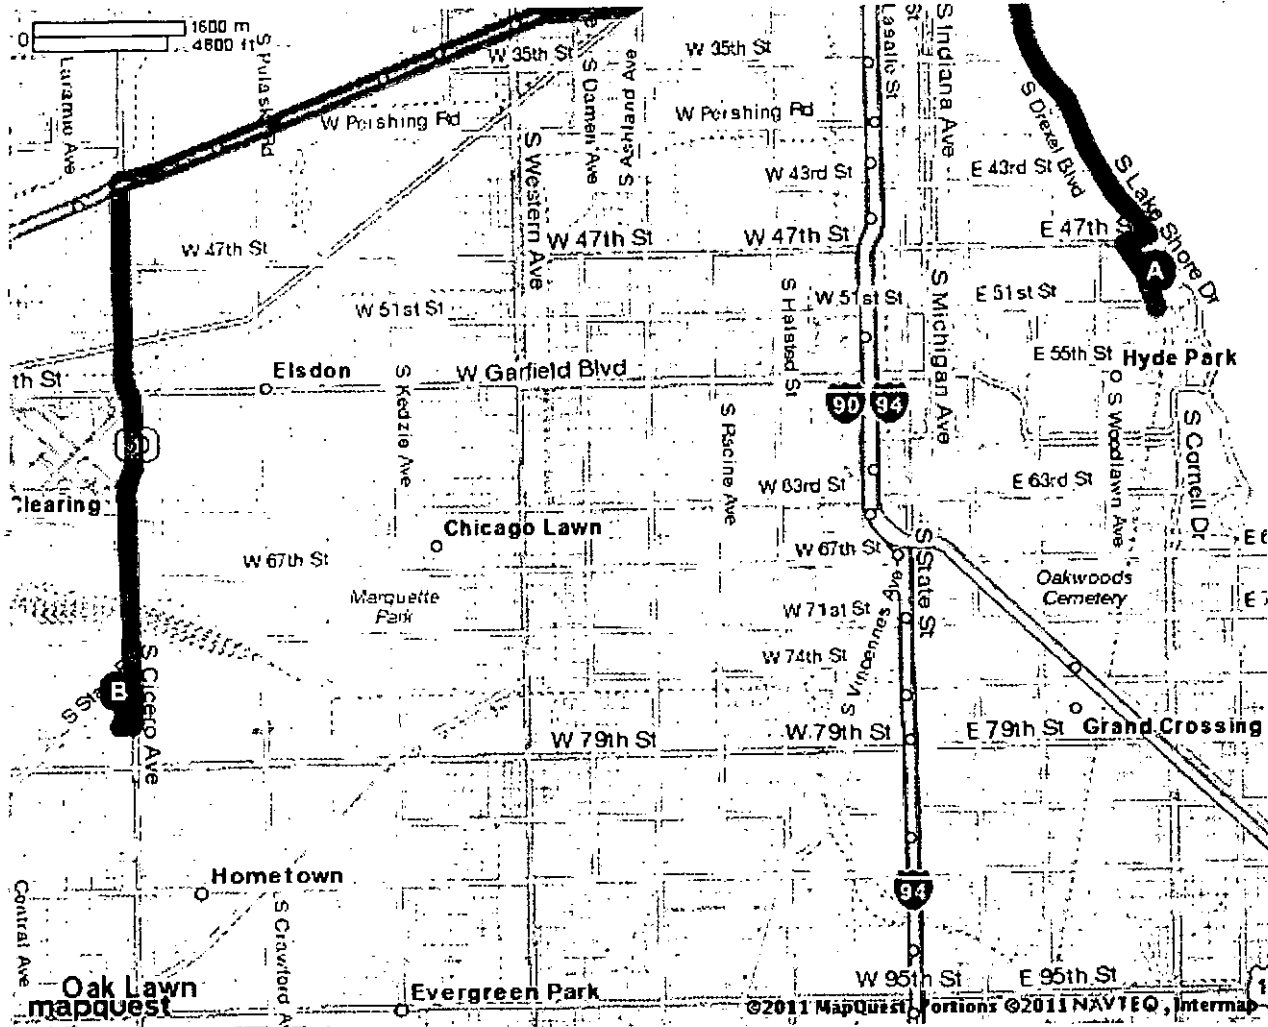 0
1600 m
4800 ft
Laramie Ave
S Pulaski Rd
W 35th St
S Damen Ave
S Ashland Ave
W 35th St
Lasalle St
St
S Indiana Ave
S Drexel Blvd
W Pershing Rd
W Pershing Rd
S Western Ave
W 43rd St
E 43rd St
S Lake Shore Dr
W 47th St
W 47th St
W 47th St
E 47th St
A
W 51st St
S Halsted St
W 51st St
S Michigan Ave
E 51st St
th St
Elsdon
S Kedzie Ave
W Garfield Blvd
E 55th St
Hyde Park
90
94
S Racine Ave
S Woodlawn Ave
S Cornell Dr
50
Clearing
Chicago Lawn
W 63rd St
E 63rd St
W 67th St
W 67th St
S State St
Oakwoods
Cemetery
Marquette
Park
W 71st St
S Vincennes Ave
W 74th St
S Cicero Ave
B
W 79th St
W 79th St
E 79th St
Grand Crossing
Hometown
94
Central Ave
S Crawford A
Oak Lawn
mapquest
Evergreen Park
W 95th St
E 95th St
©2011 MapQuest Portions ©2011 NAVTEQ, Intermap